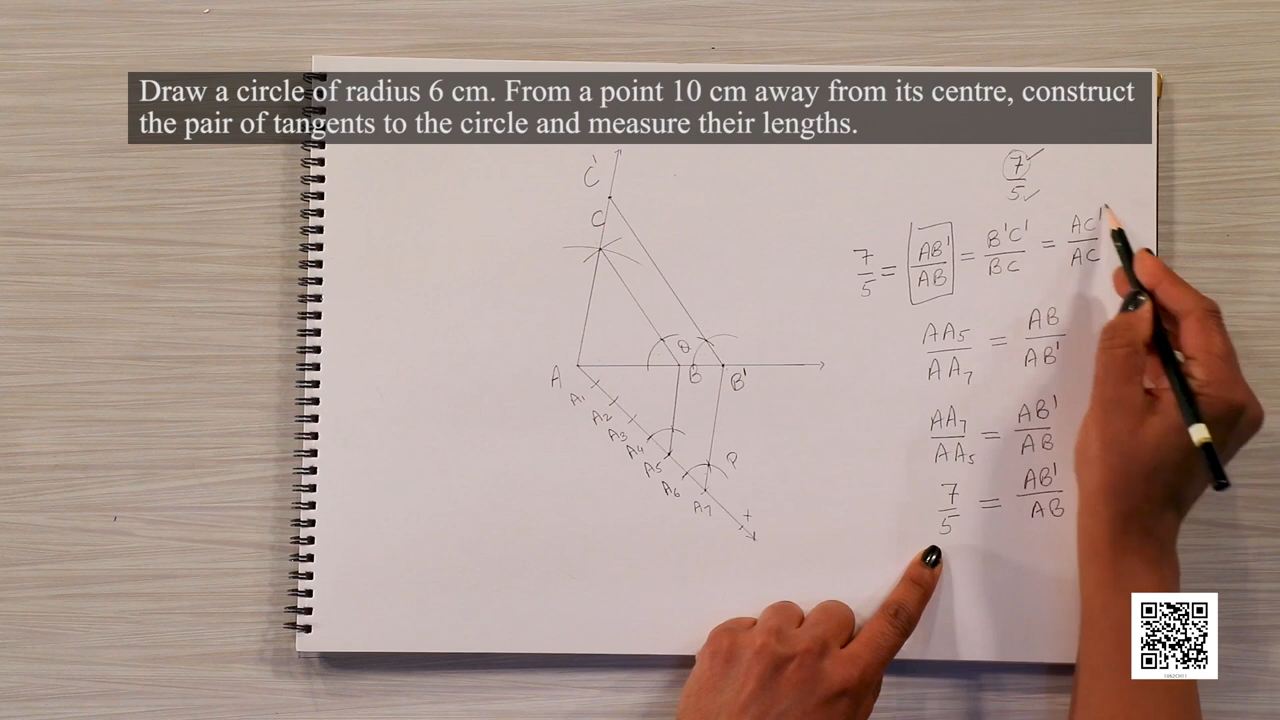 Draw a circle of radius 6 cm. From a point 10 cm away from its centre, construct
the pair of tangents to the circle and measure their lengths.
7
5
C'
C
7/5 = AB'/AB = B'C'/BC = AC'/AC
AA5/AA7 = AB/AB'
A
Q
B
B'
A1
A2
A3
A4
A5
A6
A7
P
AA7/AA5 = AB'/AB
7/5 = AB'/AB